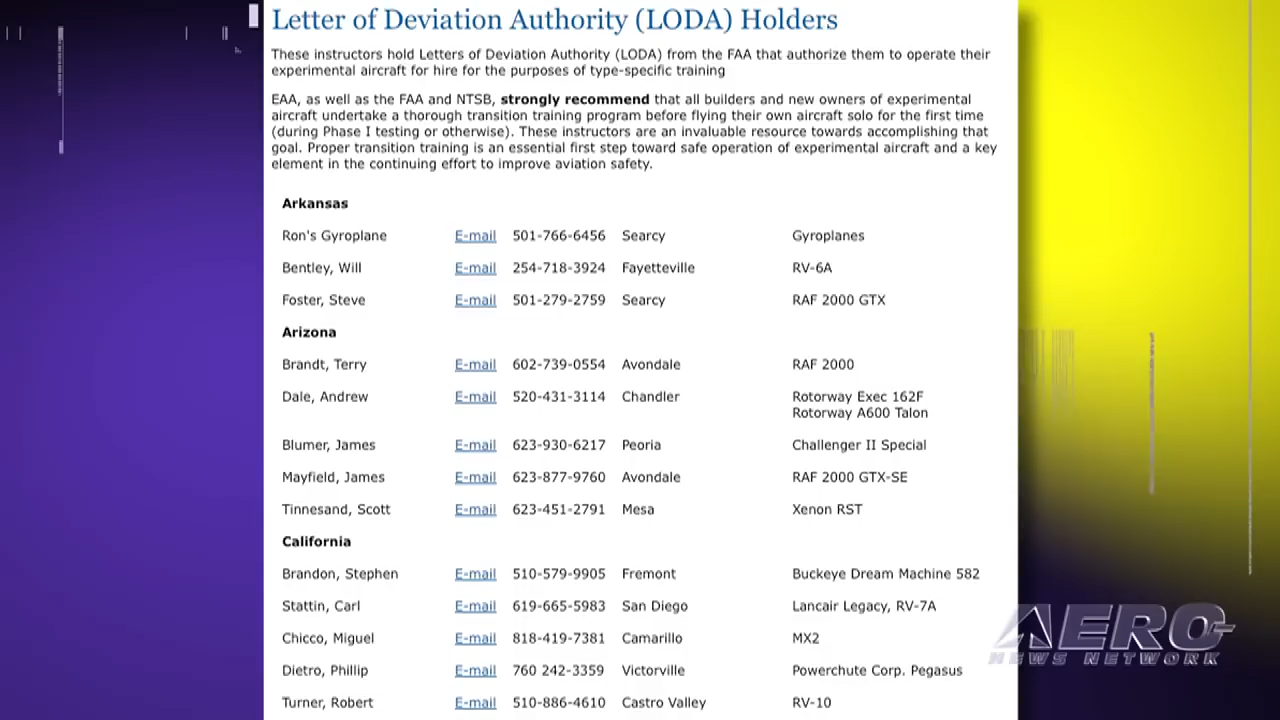 Letter of Deviation Authority (LODA) Holders
These instructors hold Letters of Deviation Authority (LODA) from the FAA that authorize them to operate their
experimental aircraft for hire for the purposes of type-specific training
EAA, as well as the FAA and NTSB, strongly recommend that all builders and new owners of experimental
aircraft undertake a thorough transition training program before flying their own aircraft solo for the first time
(during Phase I testing or otherwise). These instructors are an invaluable resource towards accomplishing that
goal. Proper transition training is an essential first step toward safe operation of experimental aircraft and a key
element in the continuing effort to improve aviation safety.
Arkansas
Ron's Gyroplane E-mail 501-766-6456 Searcy Gyroplanes
Bentley, Will E-mail 254-718-3924 Fayetteville RV-6A
Foster, Steve E-mail 501-279-2759 Searcy RAF 2000 GTX
Arizona
Brandt, Terry E-mail 602-739-0554 Avondale RAF 2000
Dale, Andrew E-mail 520-431-3114 Chandler Rotorway Exec 162F
Rotorway A600 Talon
Blumer, James E-mail 623-930-6217 Peoria Challenger II Special
Mayfield, James E-mail 623-877-9760 Avondale RAF 2000 GTX-SE
Tinnesand, Scott E-mail 623-451-2791 Mesa Xenon RST
California
Brandon, Stephen E-mail 510-579-9905 Fremont Buckeye Dream Machine 582
Stattin, Carl E-mail 619-665-5983 San Diego Lancair Legacy, RV-7A
Chicco, Miguel E-mail 818-419-7381 Camarillo MX2
Dietro, Phillip E-mail 760 242-3359 Victorville Powerchute Corp. Pegasus
Turner, Robert E-mail 510-886-4610 Castro Valley RV-10
AERO-
NEWS NETWORK